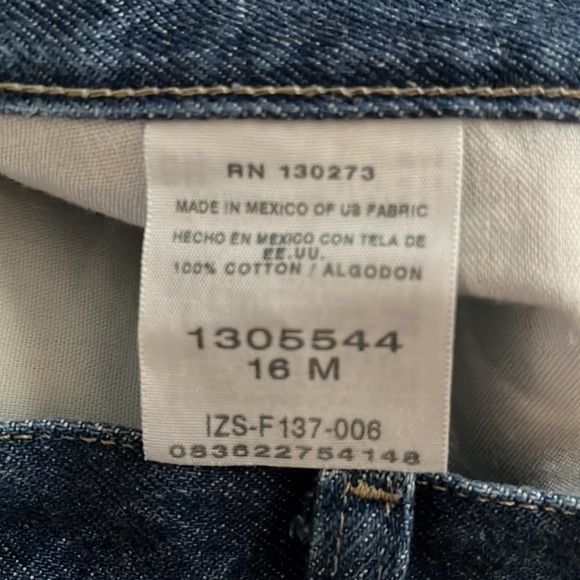 RN 130273
MADE IN MEXICO OF US FABRIC
HECHO EN MEXICO CON TELA DE
EE.UU.
100% COTTON / ALGODON
1305544
16 M
IZS-F137-006
083622754148